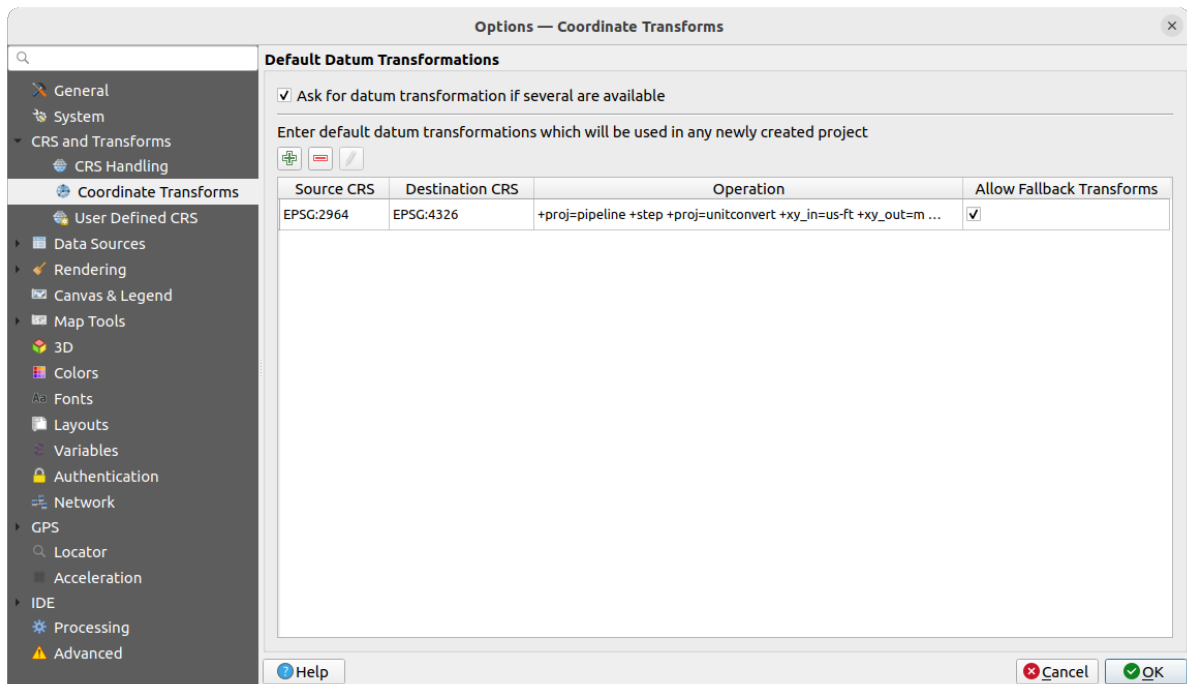 Options — Coordinate Transforms
General
System
CRS and Transforms
CRS Handling
Coordinate Transforms
User Defined CRS
Data Sources
Rendering
Canvas & Legend
Map Tools
3D
Colors
Fonts
Layouts
Variables
Authentication
Network
GPS
Locator
Acceleration
IDE
Processing
Advanced
Default Datum Transformations
Ask for datum transformation if several are available
Enter default datum transformations which will be used in any newly created project
Source CRS Destination CRS Operation Allow Fallback Transforms
EPSG:2964 EPSG:4326 +proj=pipeline +step +proj=unitconvert +xy_in=us-ft +xy_out=m …
Help Cancel OK